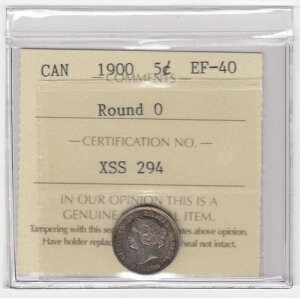 CAN 1900 5¢ EF-40
COMMENTS
Round 0
CERTIFICATION NO.
XSS 294
IN OUR OPINION THIS IS A
GENUINE ITEM.
Tampering with this above opinion.
Have holder /seal not intact.